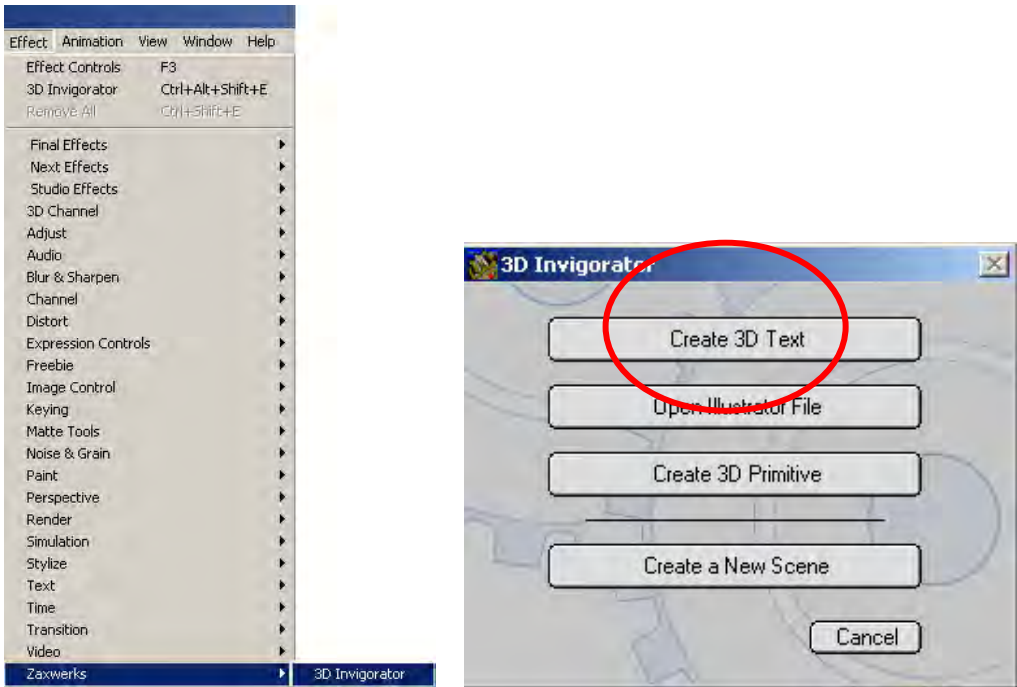 Effect Animation View Window Help
Effect Controls F3
3D Invigorator Ctrl+Alt+Shift+E
Remove All Ctrl+Shift+E
Final Effects
Next Effects
Studio Effects
3D Channel
Adjust
Audio
Blur & Sharpen
Channel
Distort
Expression Controls
Freebie
Image Control
Keying
Matte Tools
Noise & Grain
Paint
Perspective
Render
Simulation
Stylize
Text
Time
Transition
Video
Zaxwerks
3D Invigorator
3D Invigorator
Create 3D Text
Open Illustrator File
Create 3D Primitive
Create a New Scene
Cancel